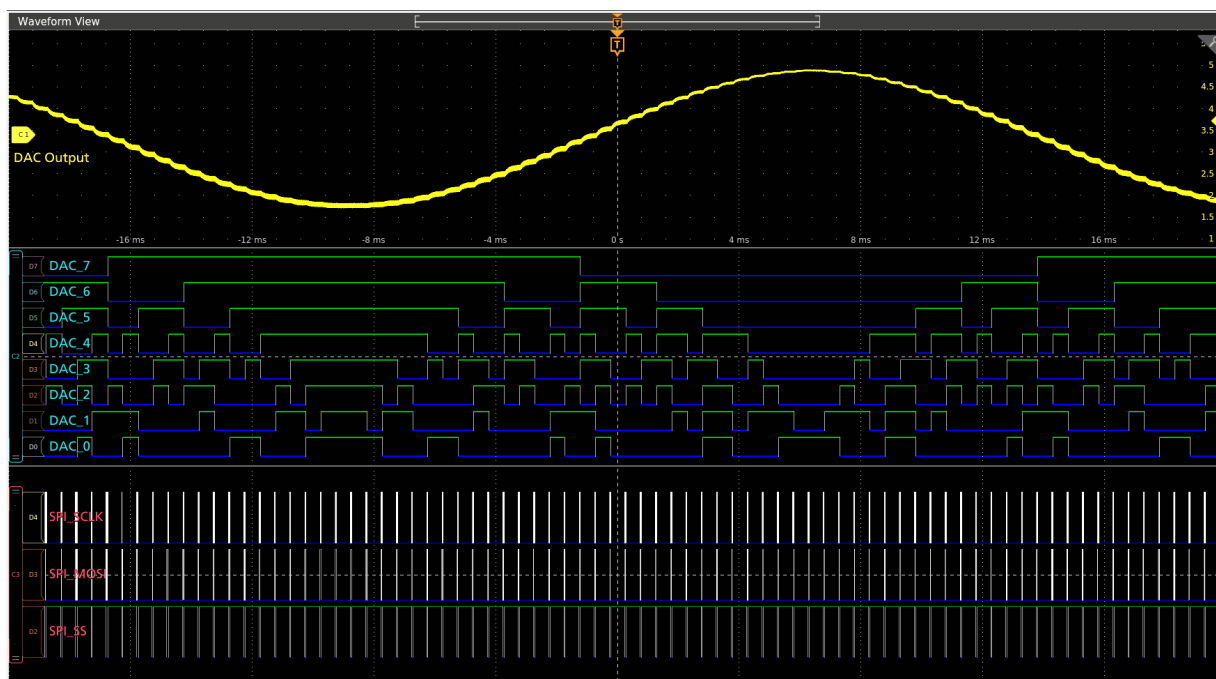 Waveform View
T
T
5
4.5
4
C 1
3.5
DAC Output
3
2.5
2
1.5
-16 ms -12 ms -8 ms -4 ms 0 s 4 ms 8 ms 12 ms 16 ms 1
D7 DAC_7
D6 DAC_6
D5 DAC_5
D4 DAC_4
C2
D3 DAC_3
D2 DAC_2
D1 DAC_1
D0 DAC_0
D4 SPI_SCLK
C3 D3 SPI_MOSI
D2 SPI_SS